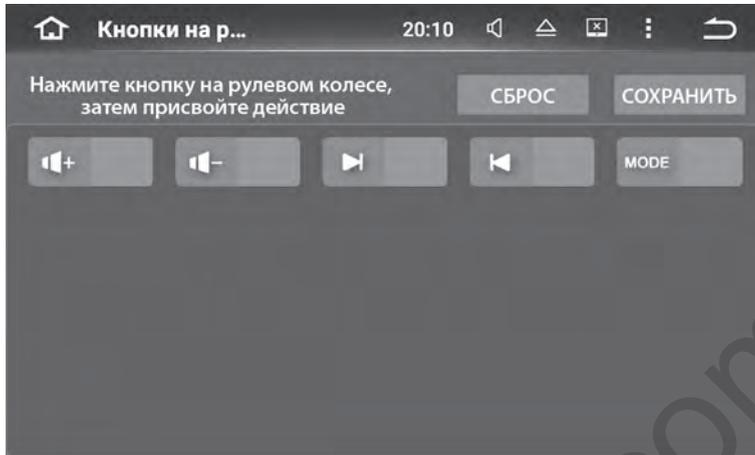 Кнопки на р...
20:10
Нажмите кнопку на рулевом колесе,
затем присвойте действие
СБРОС
СОХРАНИТЬ
+
-
MODE